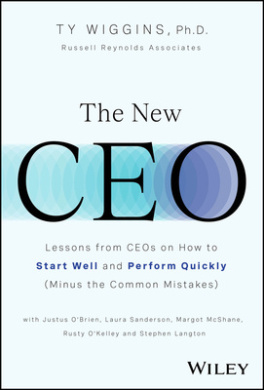 TY WIGGINS, Ph.D.
Russell Reynolds Associates
The New
CEO
Lessons from CEOs on How to
Start Well and Perform Quickly
(Minus the Common Mistakes)
with Justus O'Brien, Laura Sanderson, Margot McShane,
Rusty O'Kelley and Stephen Langton
WILEY